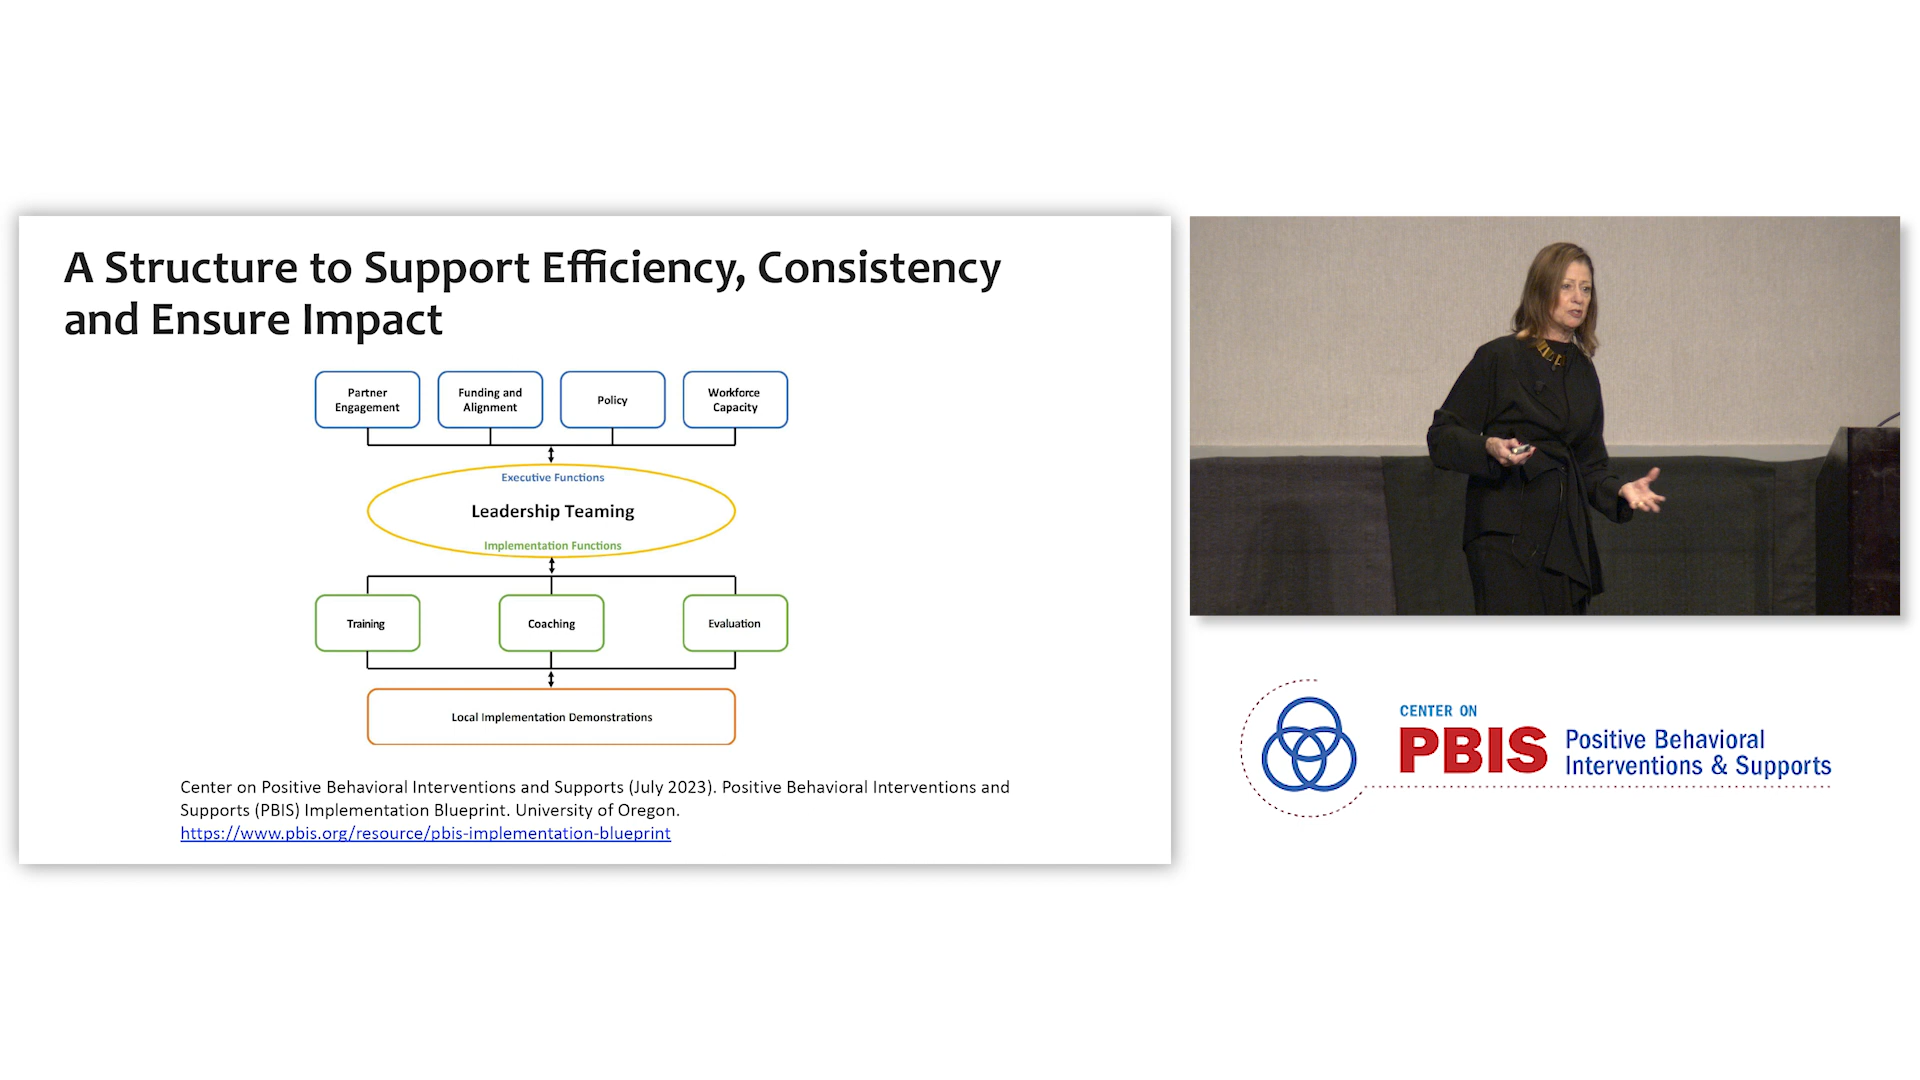 A Structure to Support Efficiency, Consistency
and Ensure Impact
Partner
Engagement
Funding and
Alignment
Policy
Workforce
Capacity
Executive Functions
Leadership Teaming
Implementation Functions
Training
Coaching
Evaluation
Local Implementation Demonstrations
Center on Positive Behavioral Interventions and Supports (July 2023). Positive Behavioral Interventions and
Supports (PBIS) Implementation Blueprint. University of Oregon.
https://www.pbis.org/resource/pbis-implementation-blueprint
CENTER ON
PBIS
Positive Behavioral
Interventions & Supports